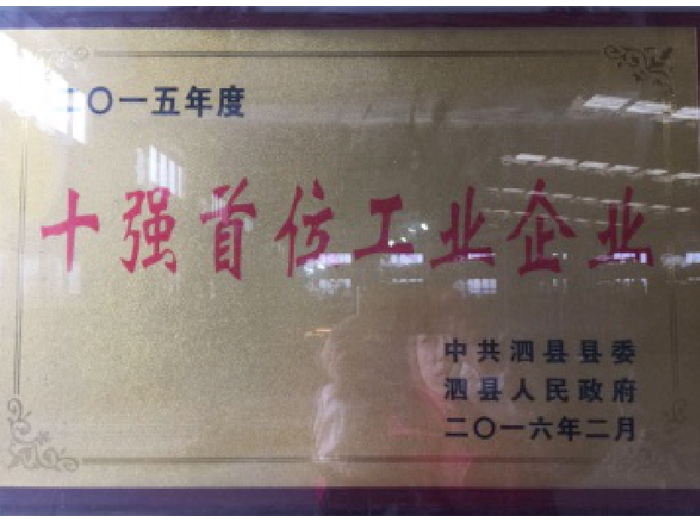 二〇一五年度
十强首位工业企业
中共泗县县委
泗县人民政府
二〇一六年二月